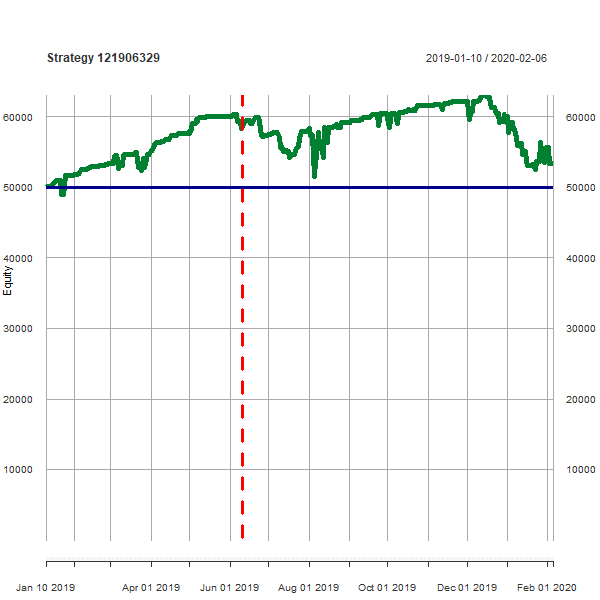 Strategy 121906329
2019-01-10 / 2020-02-06
60000
60000
50000
50000
40000
40000
Equity
30000
30000
20000
20000
10000
10000
Jan 10 2019
Apr 01 2019
Jun 01 2019
Aug 01 2019
Oct 01 2019
Dec 01 2019
Feb 01 2020